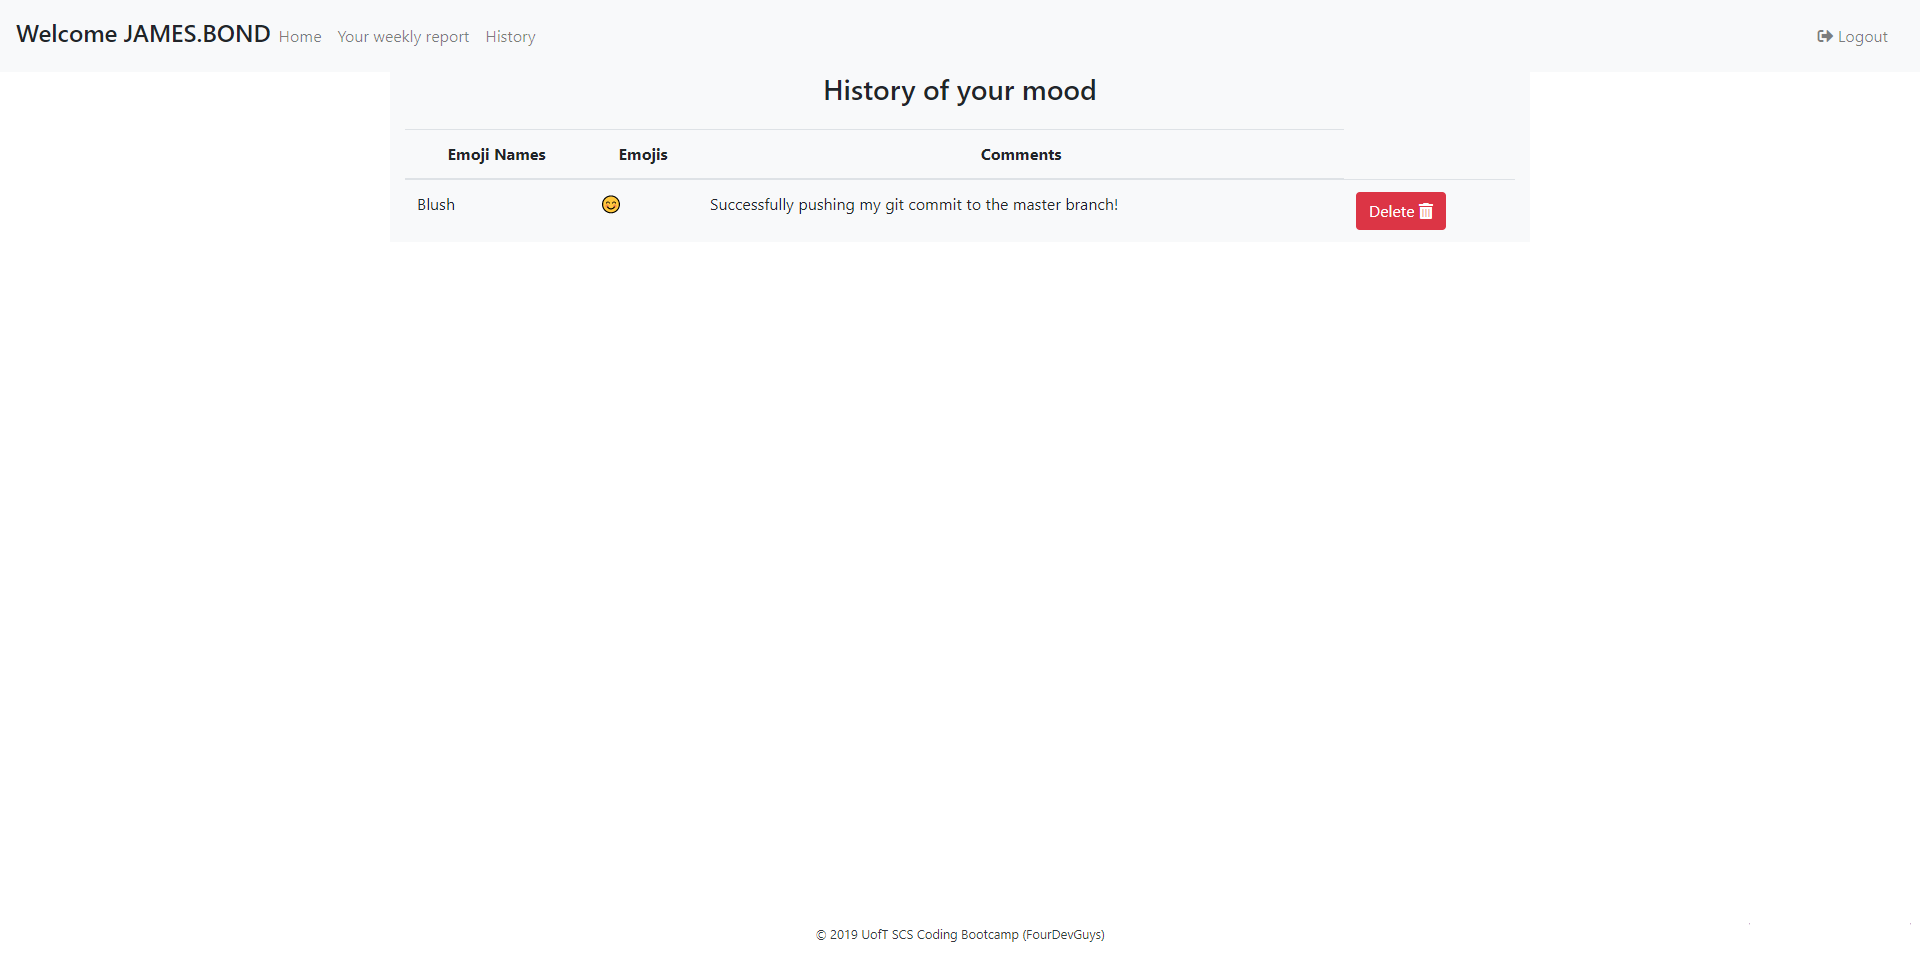 Welcome JAMES.BOND Home Your weekly report History Logout
History of your mood
Emoji Names Emojis Comments
Blush 😊 Successfully pushing my git commit to the master branch! Delete
© 2019 UofT SCS Coding Bootcamp (FourDevGuys)